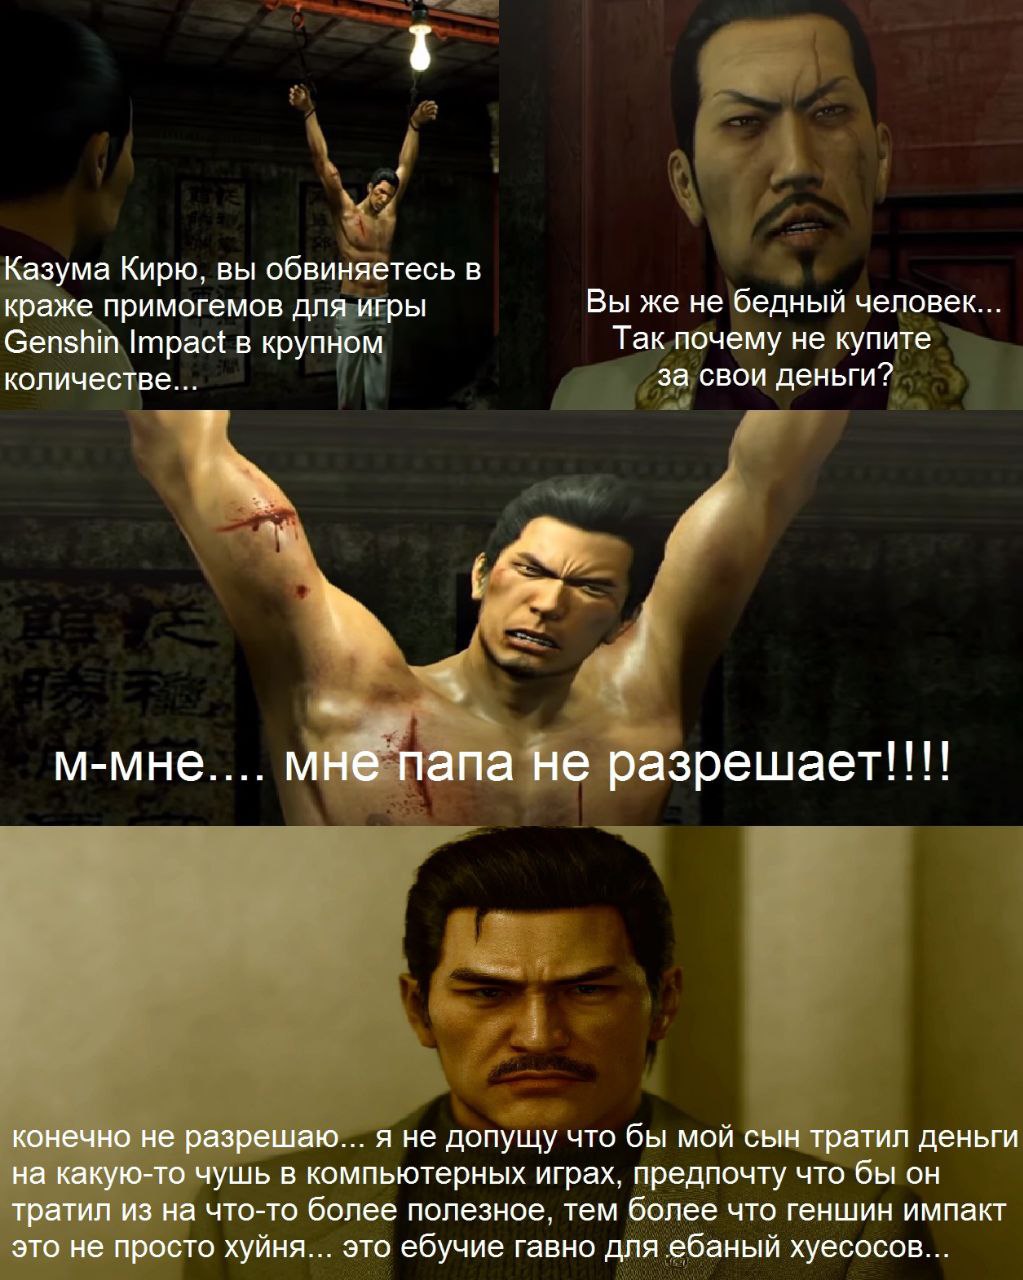 Казума Кирю, вы обвиняетесь в
краже примогемов для игры
Genshin Impact в крупном
количестве...
Вы же не бедный человек...
Так почему не купите
за свои деньги?
м-мне.... мне папа не разрешает!!!!
конечно не разрешаю... я не допущу что бы мой сын тратил деньги
на какую-то чушь в компьютерных играх, предпочту что бы он
тратил из на что-то более полезное, тем более что геншин импакт
это не просто хуйня... это ебучие гавно для ебаный хуесосов...